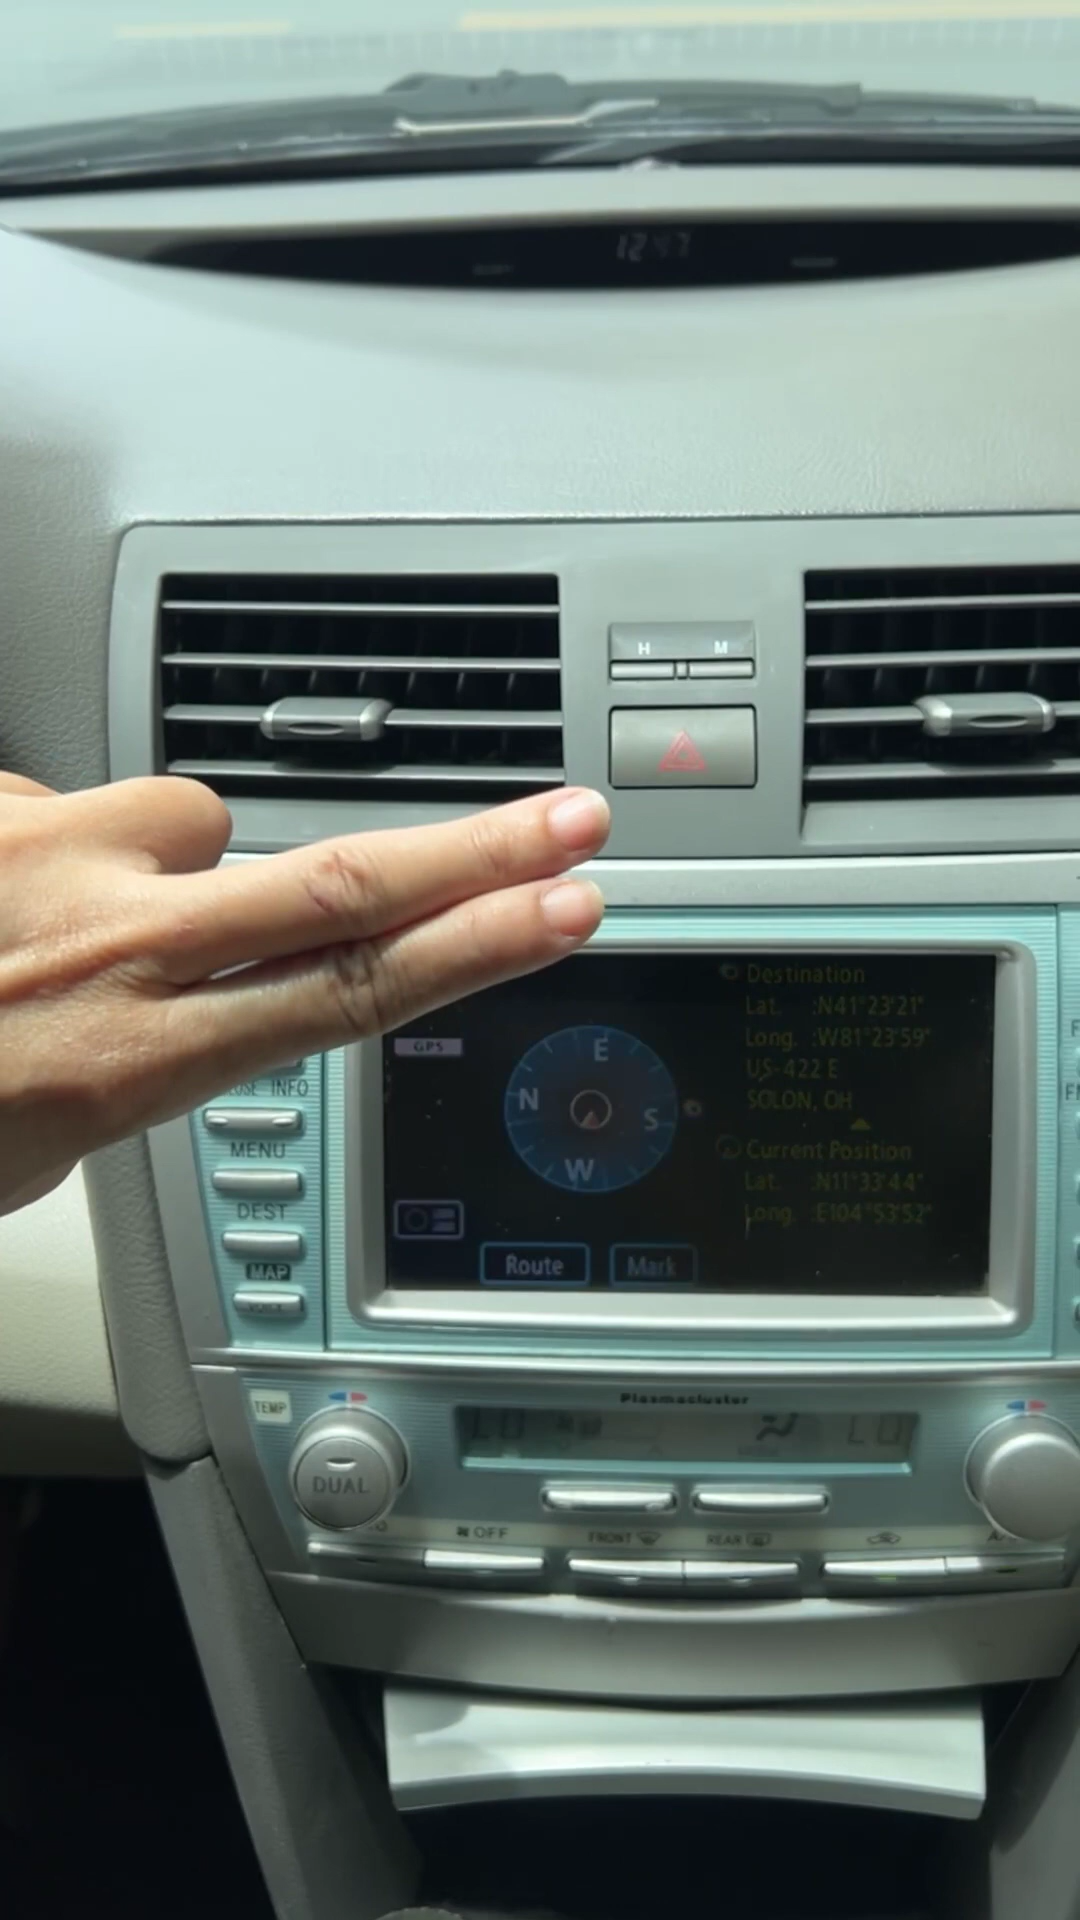 H M
Destination
Lat. :N41°23'21"
Long. :W81°23'59"
US-422 E
SOLON, OH
Current Position
Lat. :N11°33'44"
Long. :E104°53'52"
GPS
E
N
S
W
Route Mark
INFO
MENU
DEST
MAP
Plasmacluster
TEMP
LO LO
DUAL
OFF FRONT REAR